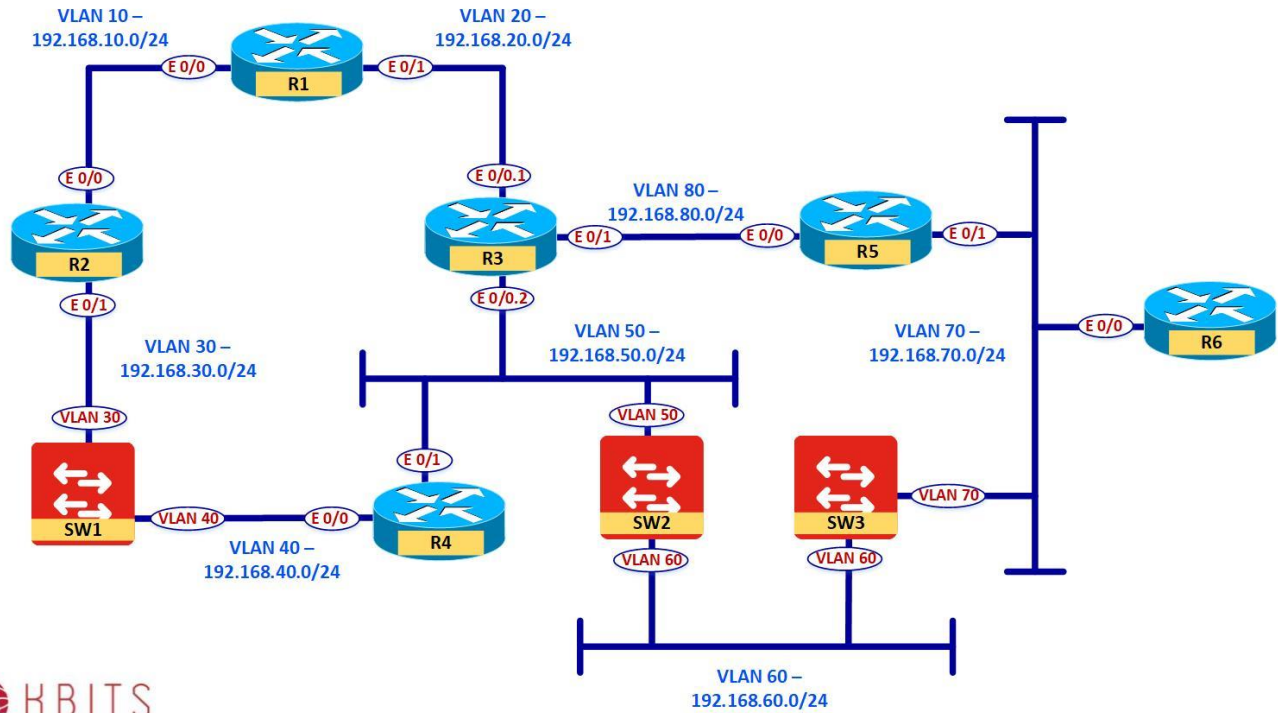 VLAN 10 –
192.168.10.0/24
VLAN 20 –
192.168.20.0/24
E 0/0
R1
E 0/1
E 0/0
R2
E 0/1
E 0/0.1
R3
E 0/1
E 0/0.2
VLAN 80 –
192.168.80.0/24
E 0/0
R5
E 0/1
E 0/0
R6
VLAN 30 –
192.168.30.0/24
VLAN 50 –
192.168.50.0/24
VLAN 70 –
192.168.70.0/24
VLAN 30
SW1
VLAN 40
E 0/0
E 0/1
R4
VLAN 40 –
192.168.40.0/24
VLAN 50
SW2
VLAN 60
SW3
VLAN 70
VLAN 60
VLAN 60 –
192.168.60.0/24
KBITS